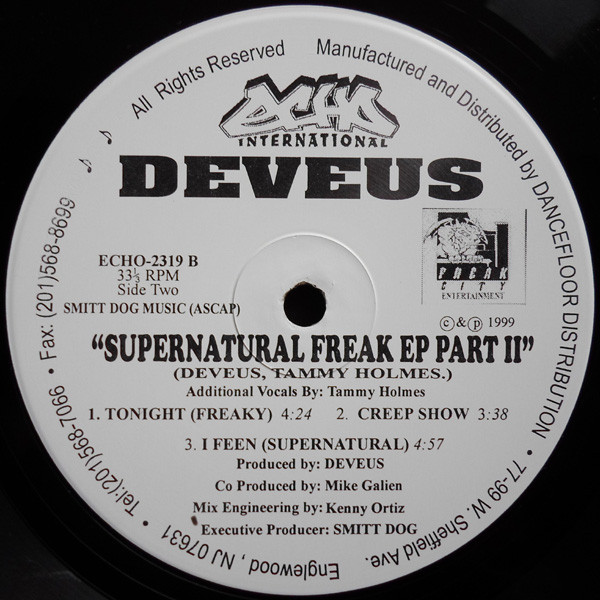 All Rights Reserved
Manufactured and Distributed by DANCEFLOOR DISTRIBUTION • 77-99 W. Sheffield Ave. Englewood, NJ 07631 • Tel:(201)568-7066 • Fax: (201)568-8699
ECHO
INTERNATIONAL
DEVEUS
ECHO-2319 B
33⅓ RPM
Side Two
SMITT DOG MUSIC (ASCAP)
FREAK
CITY
ENTERTAINMENT
© & ℗ 1999
"SUPERNATURAL FREAK EP PART II"
(DEVEUS, TAMMY HOLMES.)
Additional Vocals By: Tammy Holmes
1. TONIGHT (FREAKY) 4:24 2. CREEP SHOW 3:38
3. I FEEN (SUPERNATURAL) 4:57
Produced by: DEVEUS
Co Produced by: Mike Galien
Mix Engineering by: Kenny Ortiz
Executive Producer: SMITT DOG